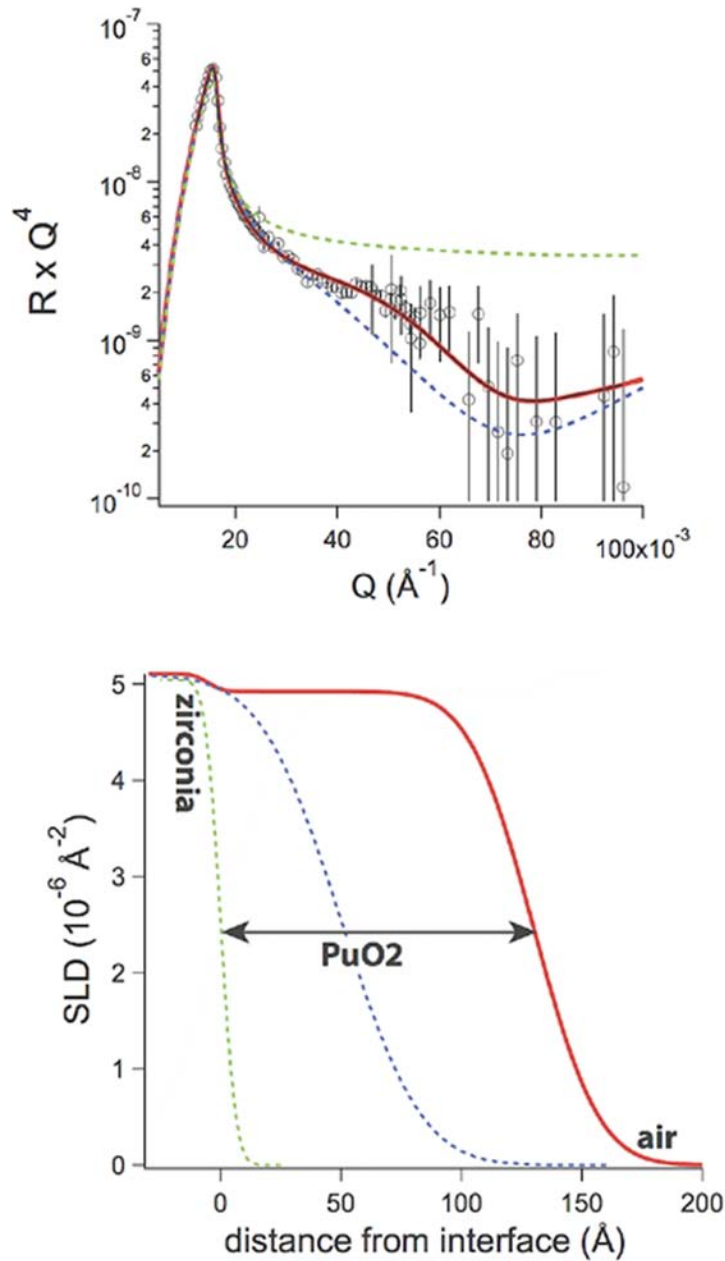 10⁻⁷
6
4
2
10⁻⁸
6
4
2
10⁻⁹
6
4
2
10⁻¹⁰
R x Q⁴
20 40 60 80 100x10⁻³
Q (Å⁻¹)
5
4
3
2
1
0
SLD (10⁻⁶ Å⁻²)
zirconia
PuO2
air
0 50 100 150 200
distance from interface (Å)